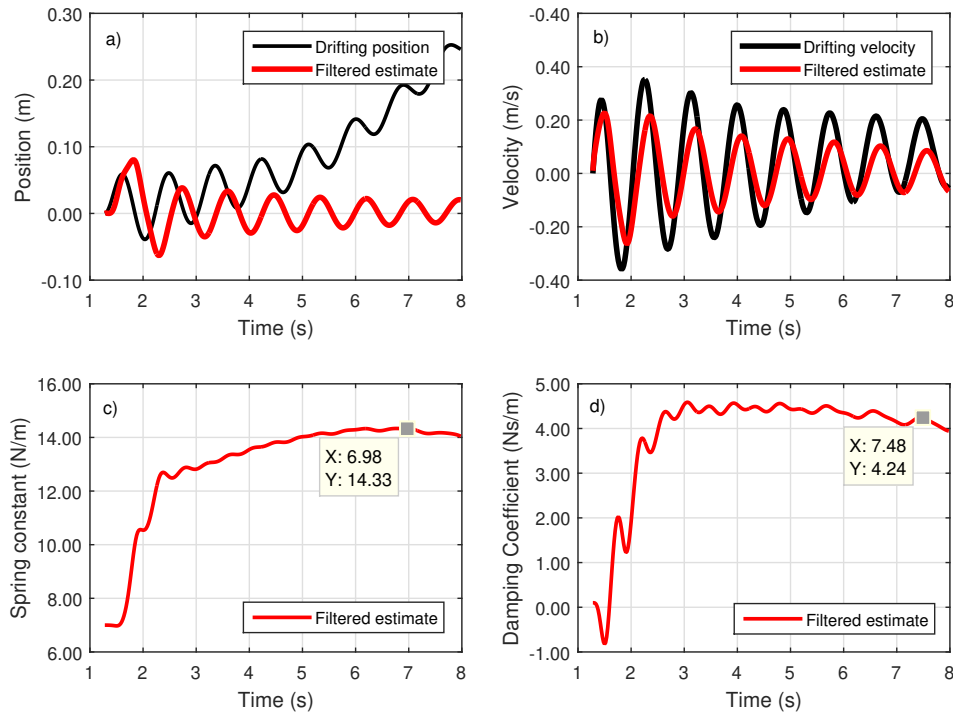 0.30
0.20
0.10
0.00
-0.10
Position (m)
a)
Drifting position
Filtered estimate
1 2 3 4 5 6 7 8
Time (s)
-0.40
0.40
0.20
0.00
-0.20
-0.40
Velocity (m/s)
b)
Drifting velocity
Filtered estimate
1 2 3 4 5 6 7 8
Time (s)
16.00
14.00
12.00
10.00
8.00
6.00
Spring constant (N/m)
c)
X: 6.98
Y: 14.33
Filtered estimate
1 2 3 4 5 6 7 8
Time (s)
5.00
4.00
3.00
2.00
1.00
0.00
-1.00
Damping Coefficient (Ns/m)
d)
X: 7.48
Y: 4.24
Filtered estimate
1 2 3 4 5 6 7 8
Time (s)